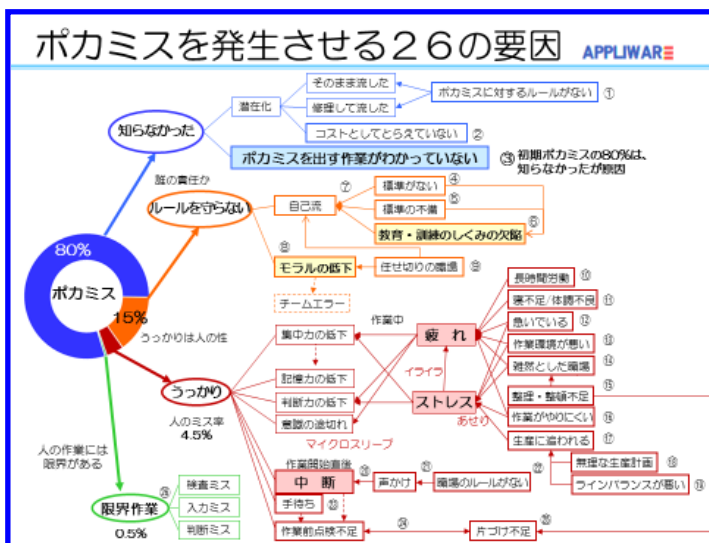 ポカミスを発生させる２６の要因
APPLIWARE
知らなかった
潜在化
そのまま流した
修理して流した
ポカミスに対するルールがない ①
コストとしてとらえていない ②
ポカミスを出す作業がわかっていない
③ 初期ポカミスの80%は、
知らなかったが原因
誰の責任か
ルールを守らない
⑦
自己流
標準がない ④
標準の不備
教育・訓練のしくみの欠陥
モラルの低下
任せ切りの職場
チームエラー
80%
ポカミス
15%
うっかりは人の性
うっかり
人のミス率
4.5%
集中力の低下
記憶力の低下
判断力の低下
意識の途切れ
マイクロスリープ
作業中
疲れ
イライラ
ストレス
あせり
長時間労働 ⑩
寝不足/体調不良 ⑪
急いでいる ⑫
作業環境が悪い ⑬
雑然とした職場 ⑭
整理・整頓不足 ⑮
作業がやりにくい ⑯
生産に追われる ⑰
無理な生産計画 ⑱
ラインバランスが悪い ⑲
作業開始直後
中断
声かけ
職場のルールがない
手待ち
作業前点検不足
片づけ不足
人の作業には
限界がある
限界作業
0.5%
検査ミス
入力ミス
判断ミス